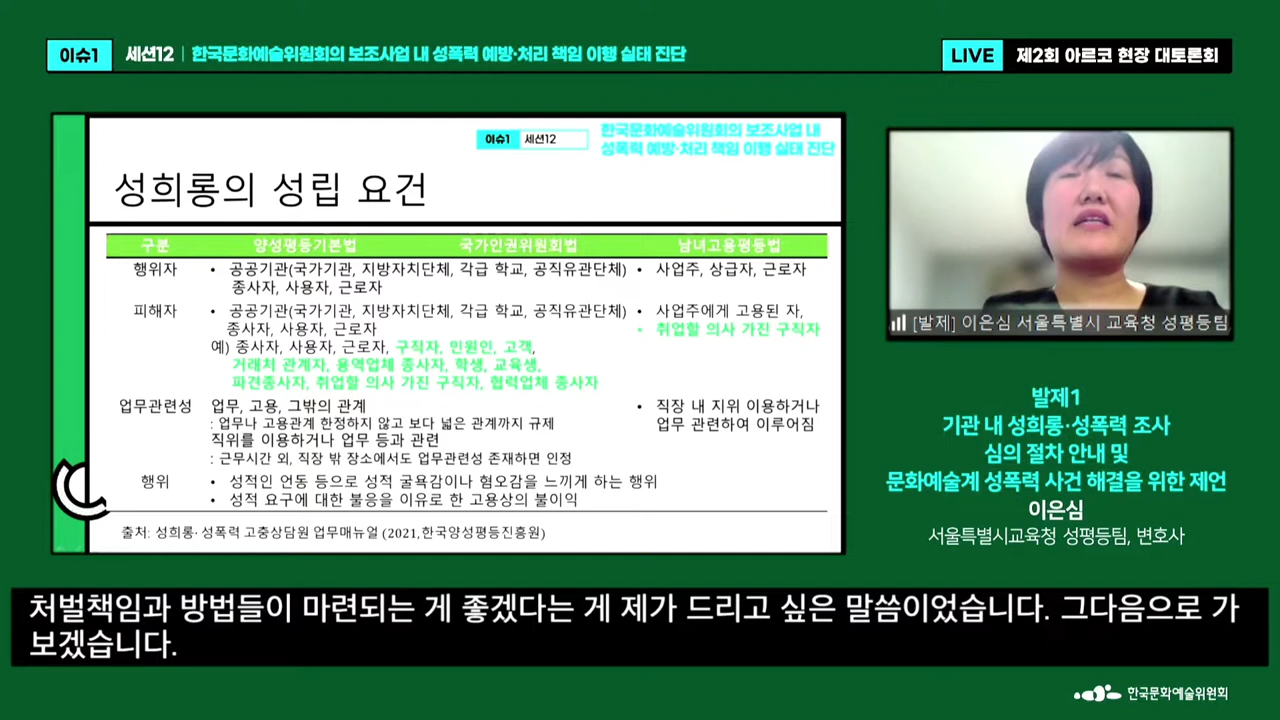 이슈1 세션12 | 한국문화예술위원회의 보조사업 내 성폭력 예방·처리 책임 이행 실태 진단
LIVE 제2회 아르코 현장 대토론회
이슈1 세션12
한국문화예술위원회의 보조사업 내
성폭력 예방·처리 책임 이행 실태 진단
성희롱의 성립 요건
구분 양성평등기본법 국가인권위원회법 남녀고용평등법
행위자 • 공공기관(국가기관, 지방자치단체, 각급 학교, 공직유관단체) • 사업주, 상급자, 근로자
종사자, 사용자, 근로자
피해자 • 공공기관(국가기관, 지방자치단체, 각급 학교, 공직유관단체) • 사업주에게 고용된 자,
종사자, 사용자, 근로자 • 취업할 의사 가진 구직자
예) 종사자, 사용자, 근로자, 구직자, 민원인, 고객,
거래처 관계자, 용역업체 종사자, 학생, 교육생,
파견종사자, 취업할 의사 가진 구직자, 협력업체 종사자
업무관련성 업무, 고용, 그밖의 관계 • 직장 내 지위 이용하거나
: 업무나 고용관계 한정하지 않고 보다 넓은 관계까지 규제 업무 관련하여 이루어짐
직위를 이용하거나 업무 등과 관련
: 근무시간 외, 직장 밖 장소에서도 업무관련성 존재하면 인정
행위 • 성적인 언동 등으로 성적 굴욕감이나 혐오감을 느끼게 하는 행위
• 성적 요구에 대한 불응을 이유로 한 고용상의 불이익
출처: 성희롱·성폭력 고충상담원 업무매뉴얼 (2021,한국양성평등진흥원)
[발제] 이은심 서울특별시 교육청 성평등팀
발제1
기관 내 성희롱·성폭력 조사
심의 절차 안내 및
문화예술계 성폭력 사건 해결을 위한 제언
이은심
서울특별시교육청 성평등팀, 변호사
처벌책임과 방법들이 마련되는 게 좋겠다는 게 제가 드리고 싶은 말씀이었습니다. 그다음으로 가
보겠습니다.
한국문화예술위원회